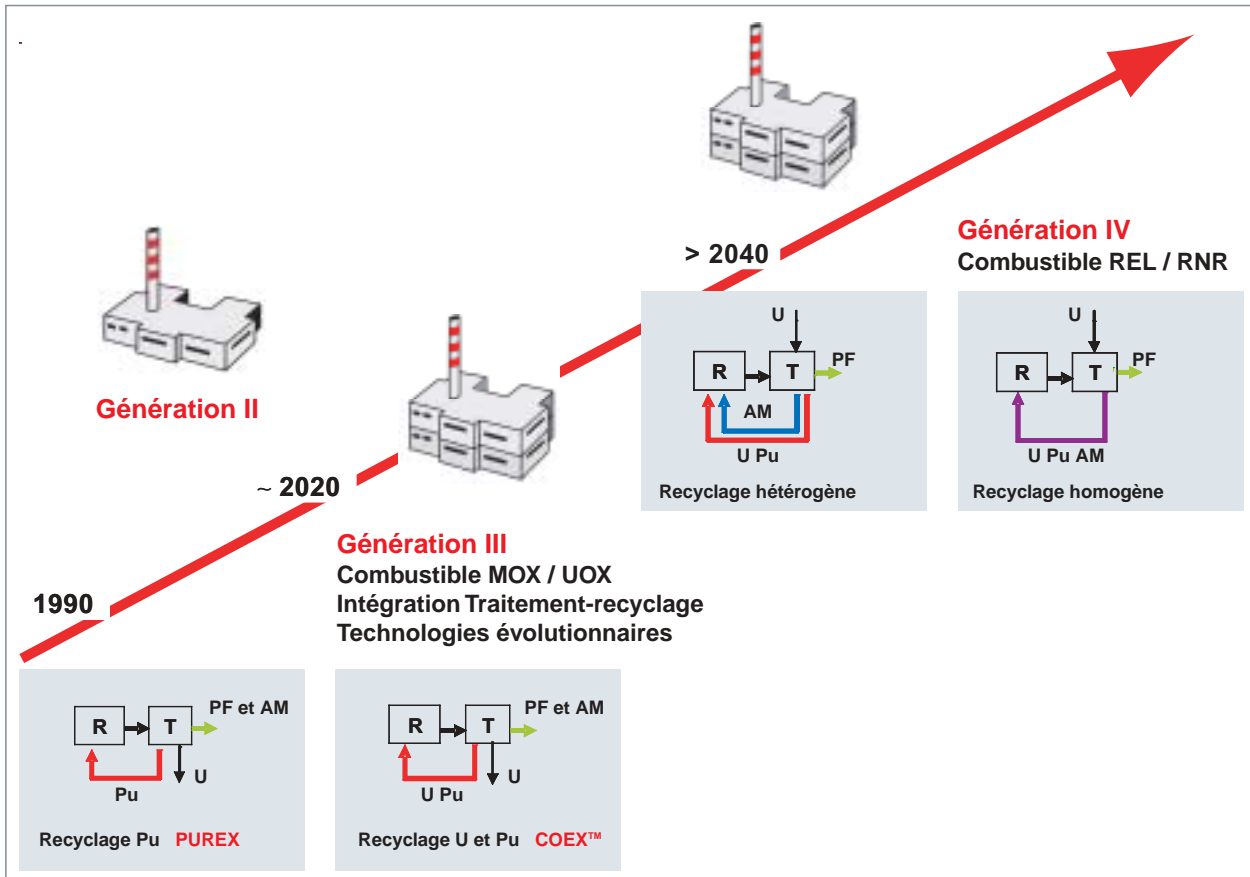 Génération II
1990
~ 2020
> 2040
Génération III
Combustible MOX / UOX
Intégration Traitement-recyclage
Technologies évolutionnaires
Génération IV
Combustible REL / RNR
R
T
PF et AM
U
Pu
Recyclage Pu PUREX
R
T
PF et AM
U
U Pu
Recyclage U et Pu COEX™
U
R
T
PF
AM
U Pu
Recyclage hétérogène
U
R
T
PF
U Pu AM
Recyclage homogène